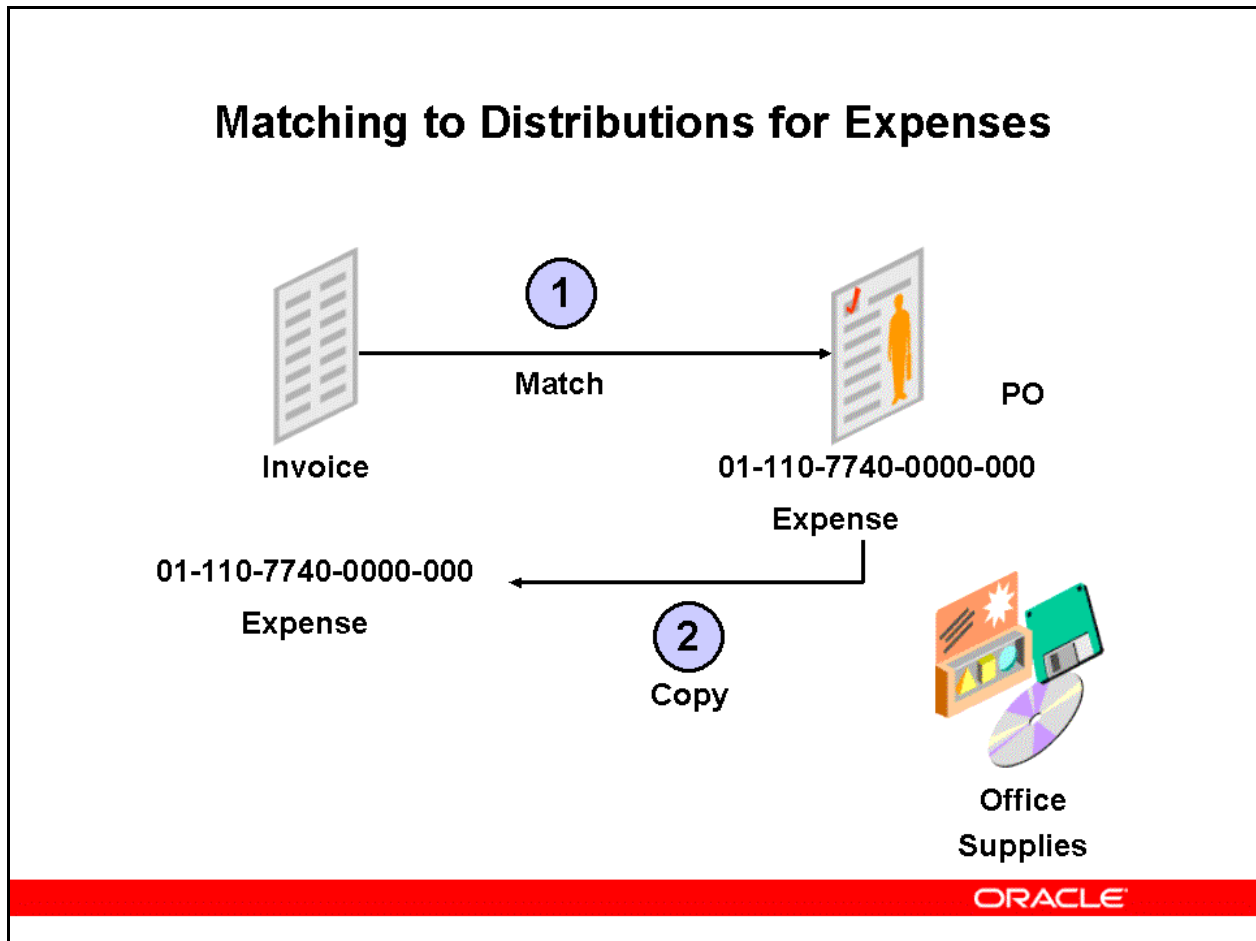 Matching to Distributions for Expenses
1
Match
PO
Invoice
01-110-7740-0000-000
Expense
01-110-7740-0000-000
Expense
2
Copy
Office
Supplies
ORACLE